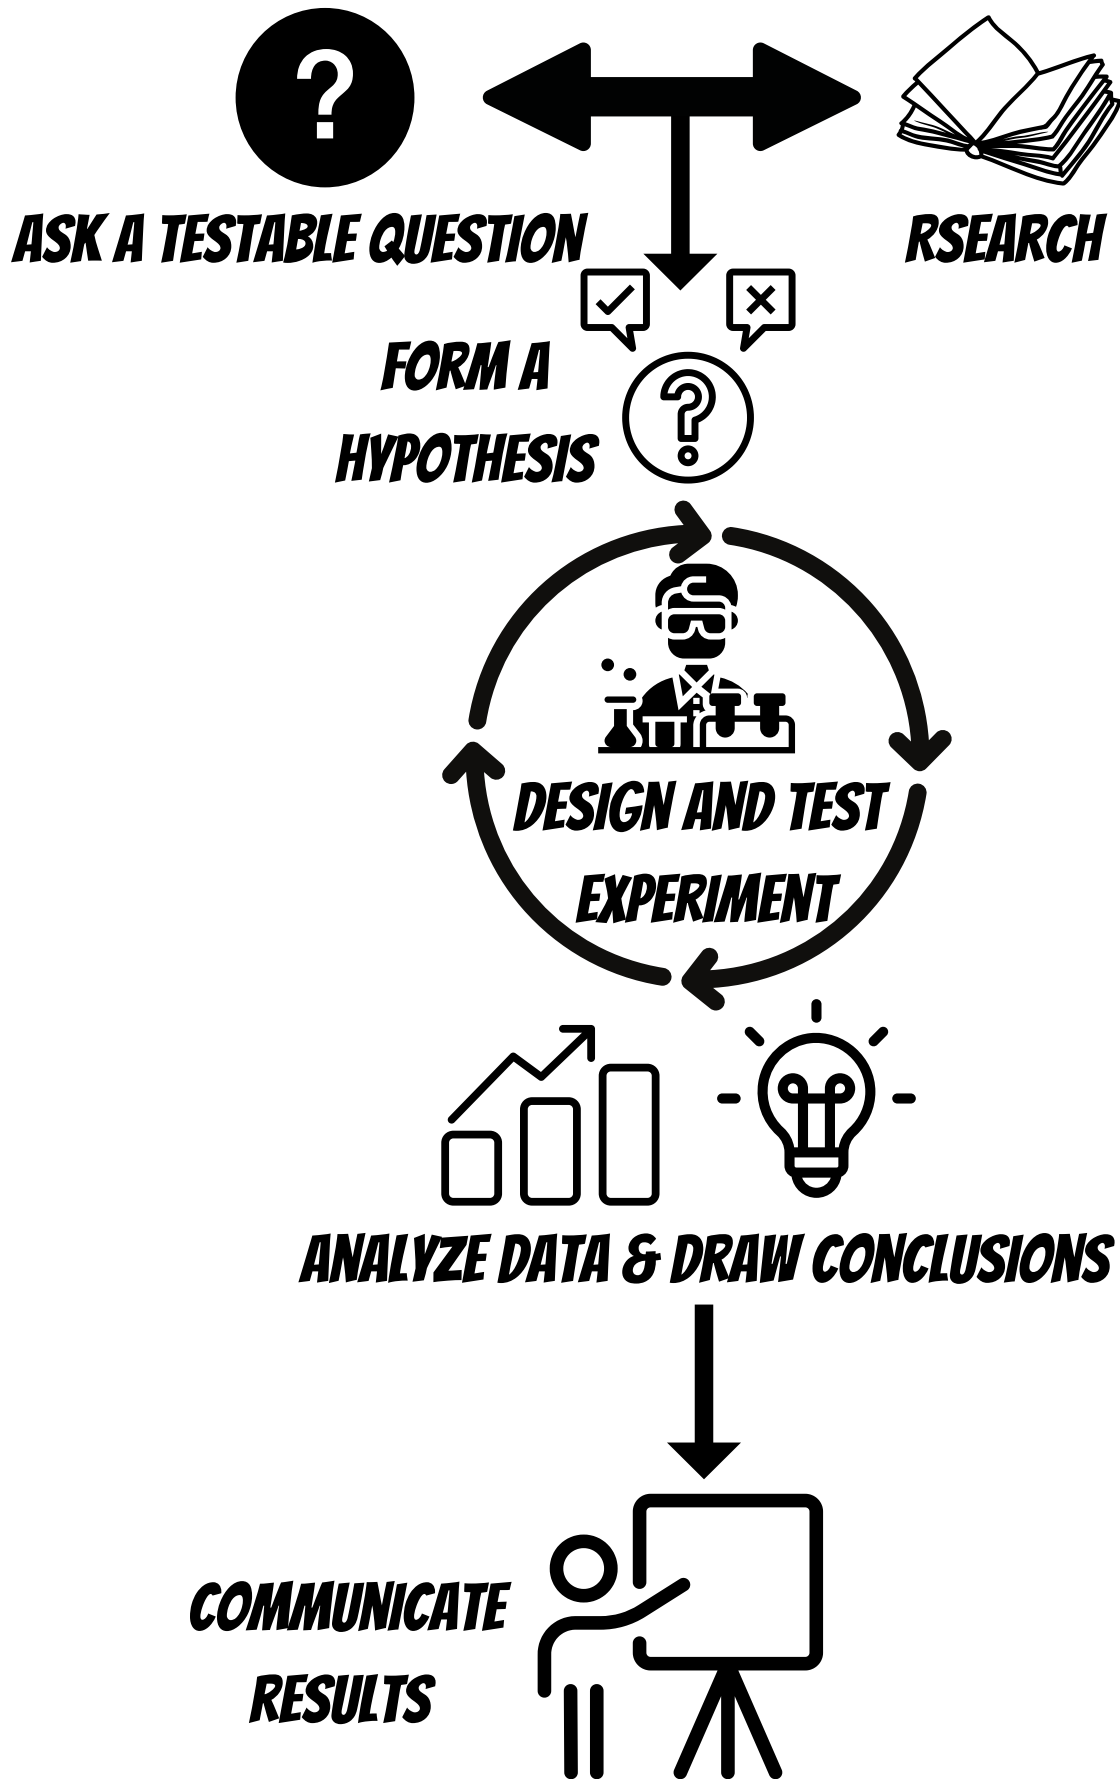 ASK A TESTABLE QUESTION
RSEARCH
FORM A
HYPOTHESIS
DESIGN AND TEST
EXPERIMENT
ANALYZE DATA & DRAW CONCLUSIONS
COMMUNICATE
RESULTS